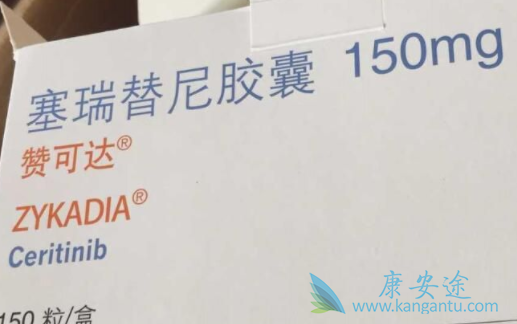 塞瑞替尼胶囊 150mg
赞可达®
ZYKADIA®
Ceritinib
150 粒/盒
康安途
www.kangantu.com